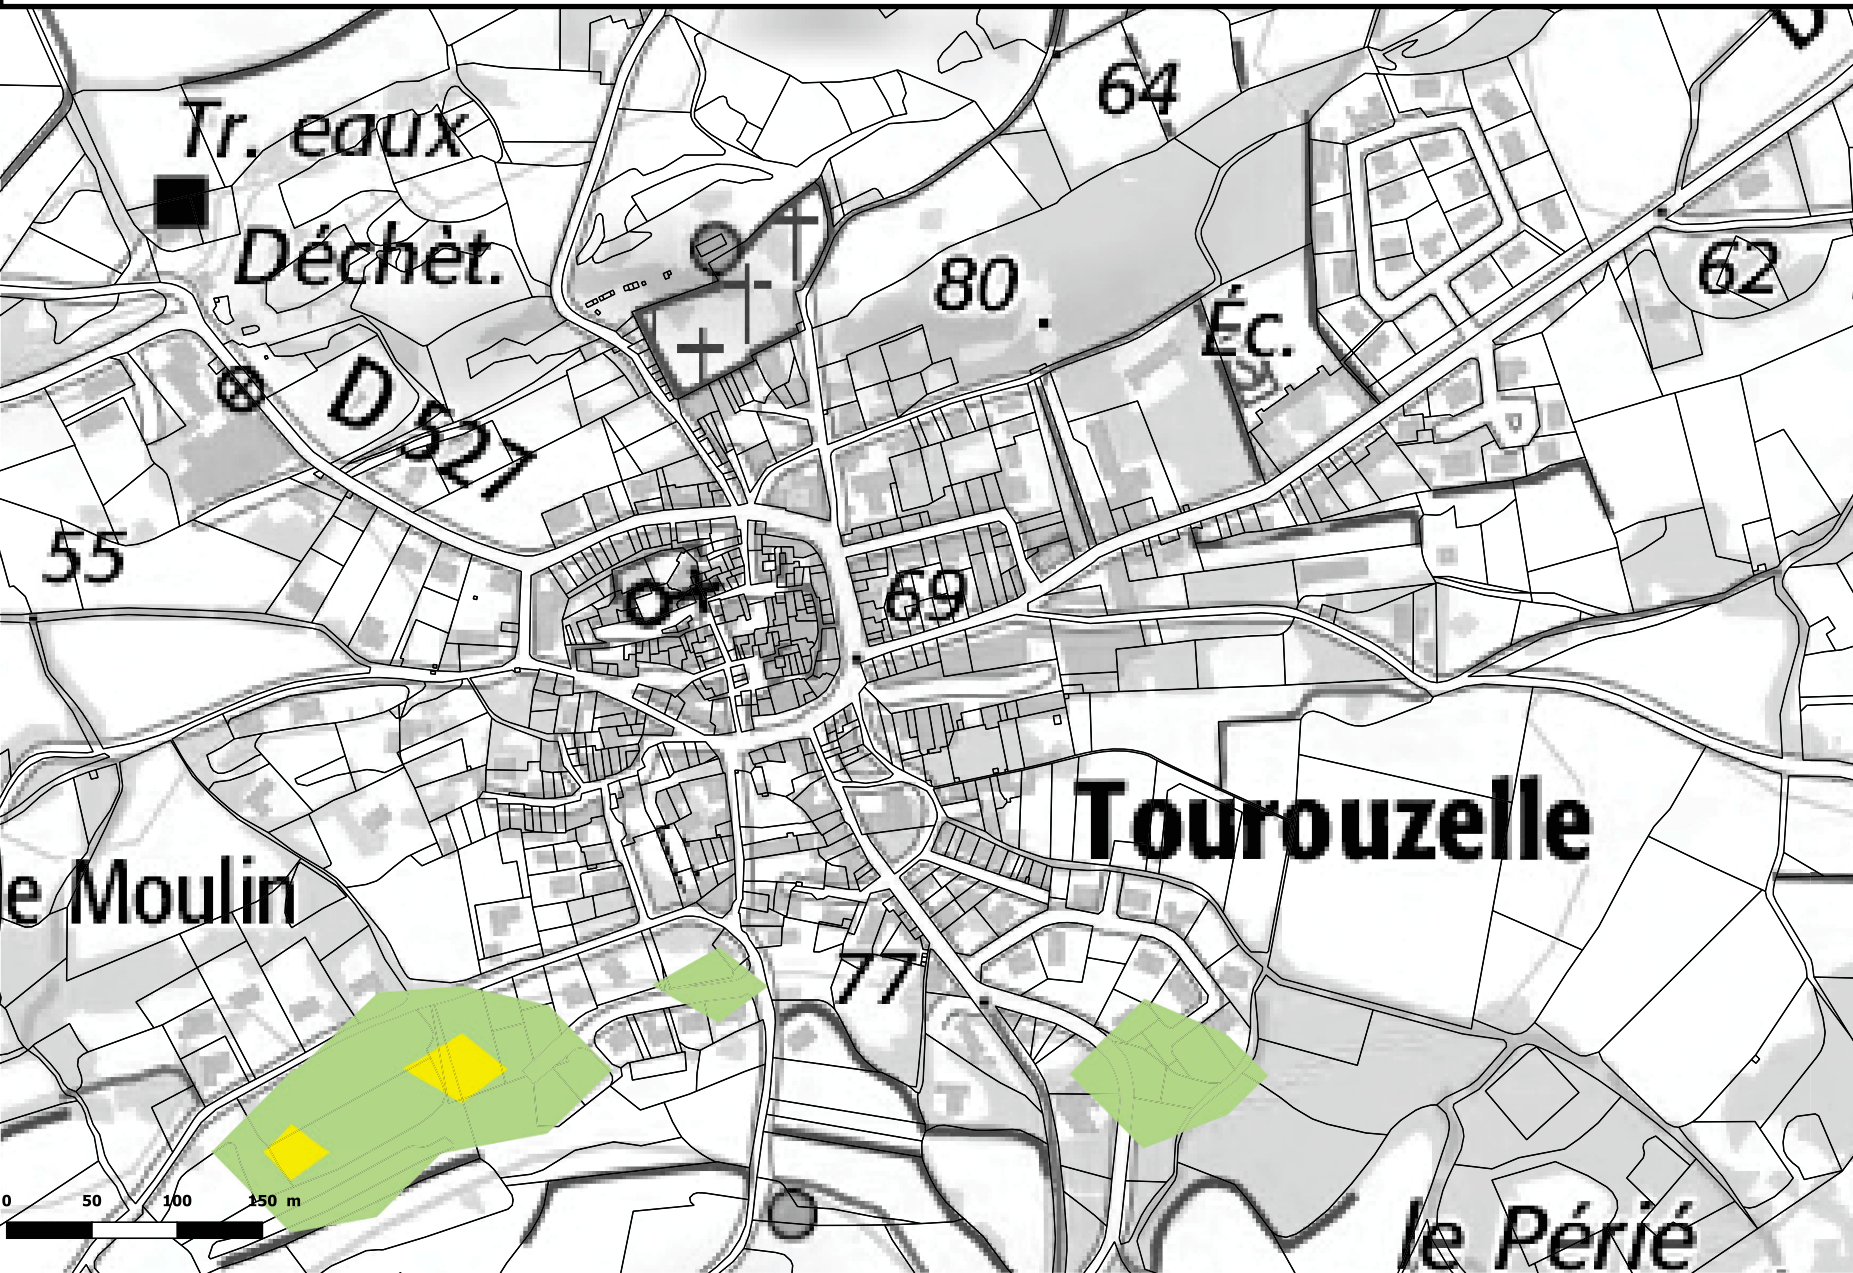 64
Tr. eaux
Déchèt.
80
Éc.
62
D 521
55
69
Tourouzelle
le Moulin
77
0 50 100 150 m
le Périé